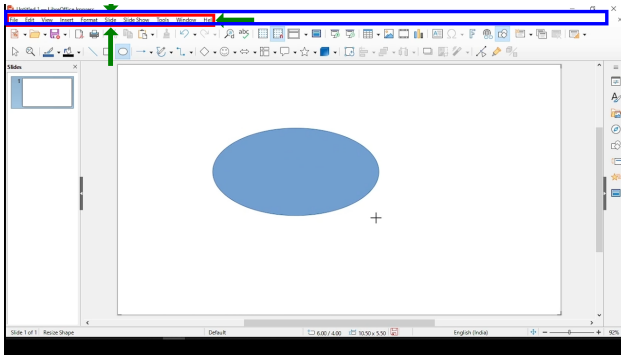 Untitled 1 — LibreOffice Impress
File Edit View Insert Format Slide Slide Show Tools Window Help
Slides
1
Slide 1 of 1 Resize Shape Default 6.00 / 4.00 10.50 x 5.50 English (India) 92%